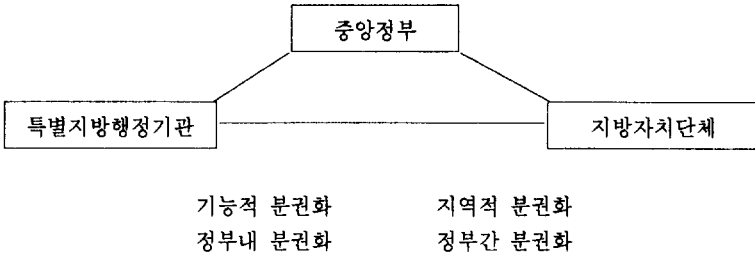 중앙정부
특별지방행정기관 지방자치단체
기능적 분권화 지역적 분권화
정부내 분권화 정부간 분권화